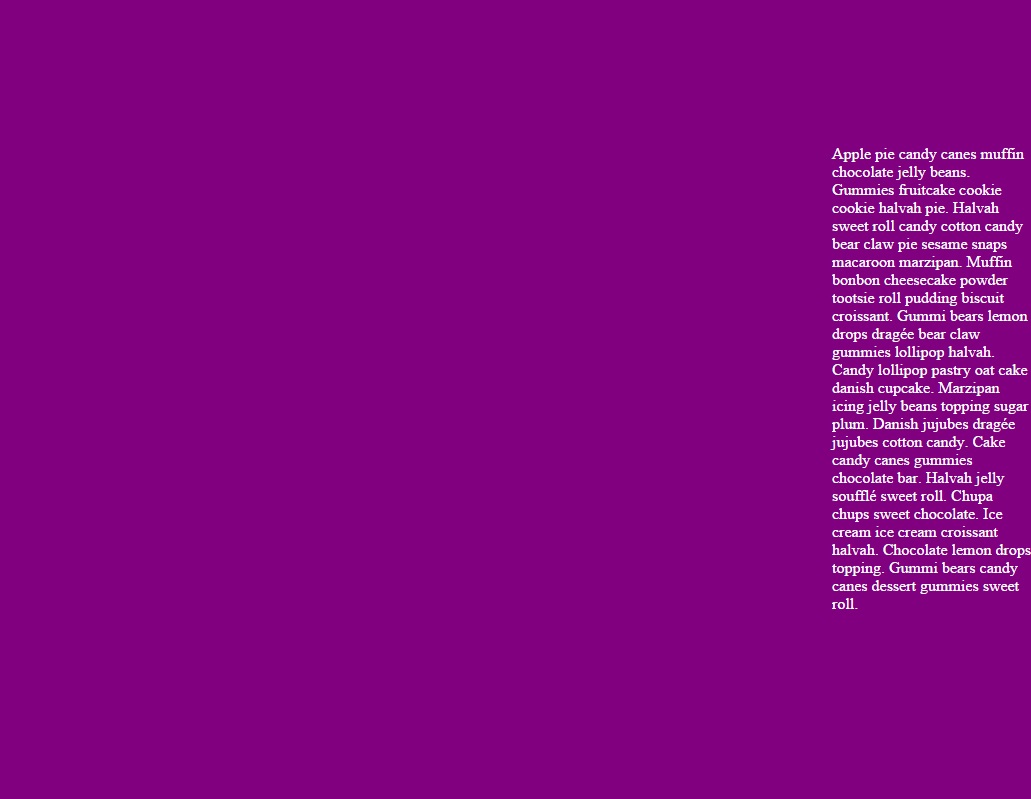 Apple pie candy canes muffin
chocolate jelly beans.
Gummies fruitcake cookie
cookie halvah pie. Halvah
sweet roll candy cotton candy
bear claw pie sesame snaps
macaroon marzipan. Muffin
bonbon cheesecake powder
tootsie roll pudding biscuit
croissant. Gummi bears lemon
drops dragée bear claw
gummies lollipop halvah.
Candy lollipop pastry oat cake
danish cupcake. Marzipan
icing jelly beans topping sugar
plum. Danish jujubes dragée
jujubes cotton candy. Cake
candy canes gummies
chocolate bar. Halvah jelly
soufflé sweet roll. Chupa
chups sweet chocolate. Ice
cream ice cream croissant
halvah. Chocolate lemon drops
topping. Gummi bears candy
canes dessert gummies sweet
roll.